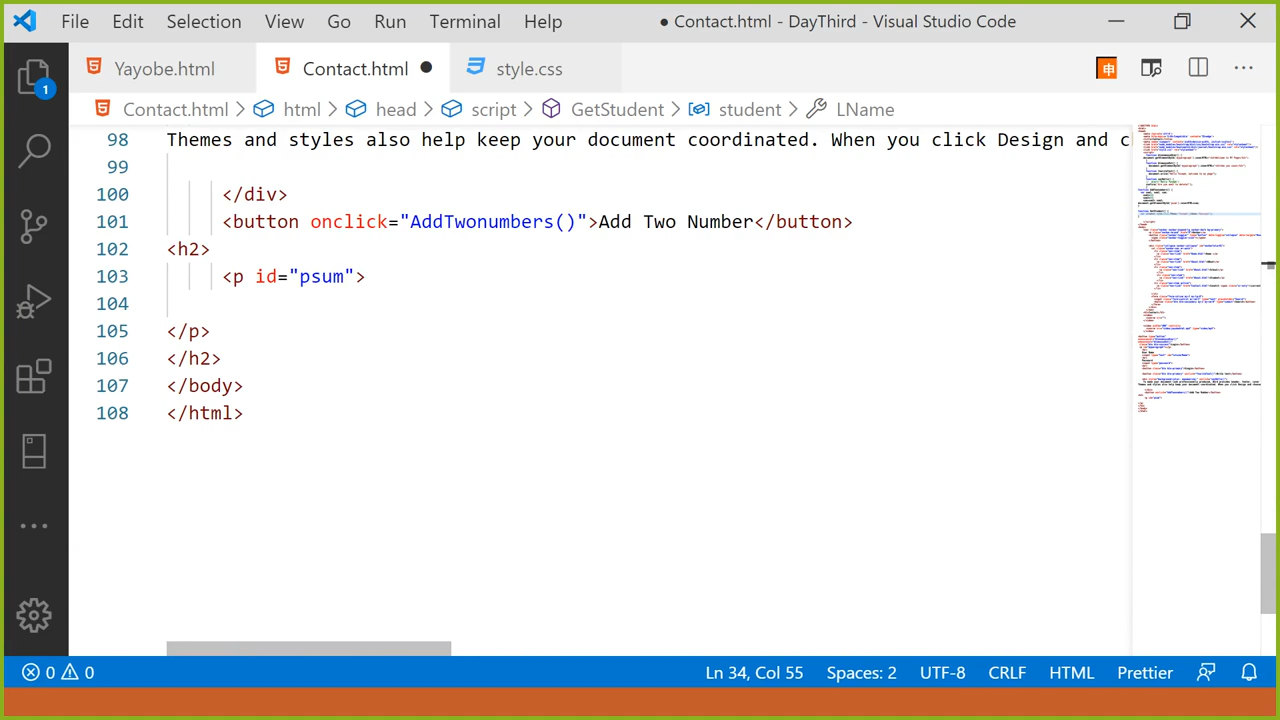 File Edit Selection View Go Run Terminal Help ● Contact.html - DayThird - Visual Studio Code
Yayobe.html Contact.html style.css
Contact.html > html > head > script > GetStudent > student > LName
98 Themes and styles also help keep your document coordinated. When you click Design and c
99
100 </div>
101 <button onclick="AddTwonumbers()">Add Two Number</button>
102 <h2>
103 <p id="psum">
104
105 </p>
106 </h2>
107 </body>
108 </html>
1
0 0 Ln 34, Col 55 Spaces: 2 UTF-8 CRLF HTML Prettier